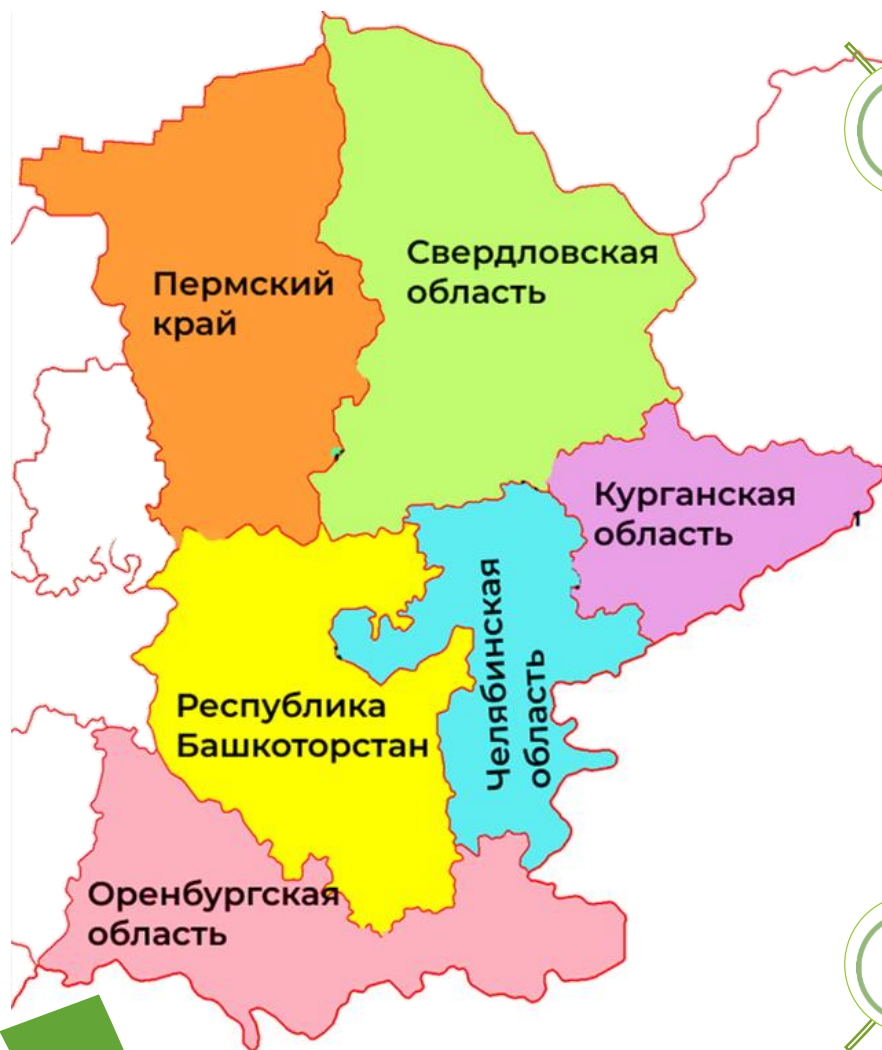 Свердловская
область
Пермский
край
Курганская
область
Челябинская
область
Республика
Башкоторстан
Оренбургская
область